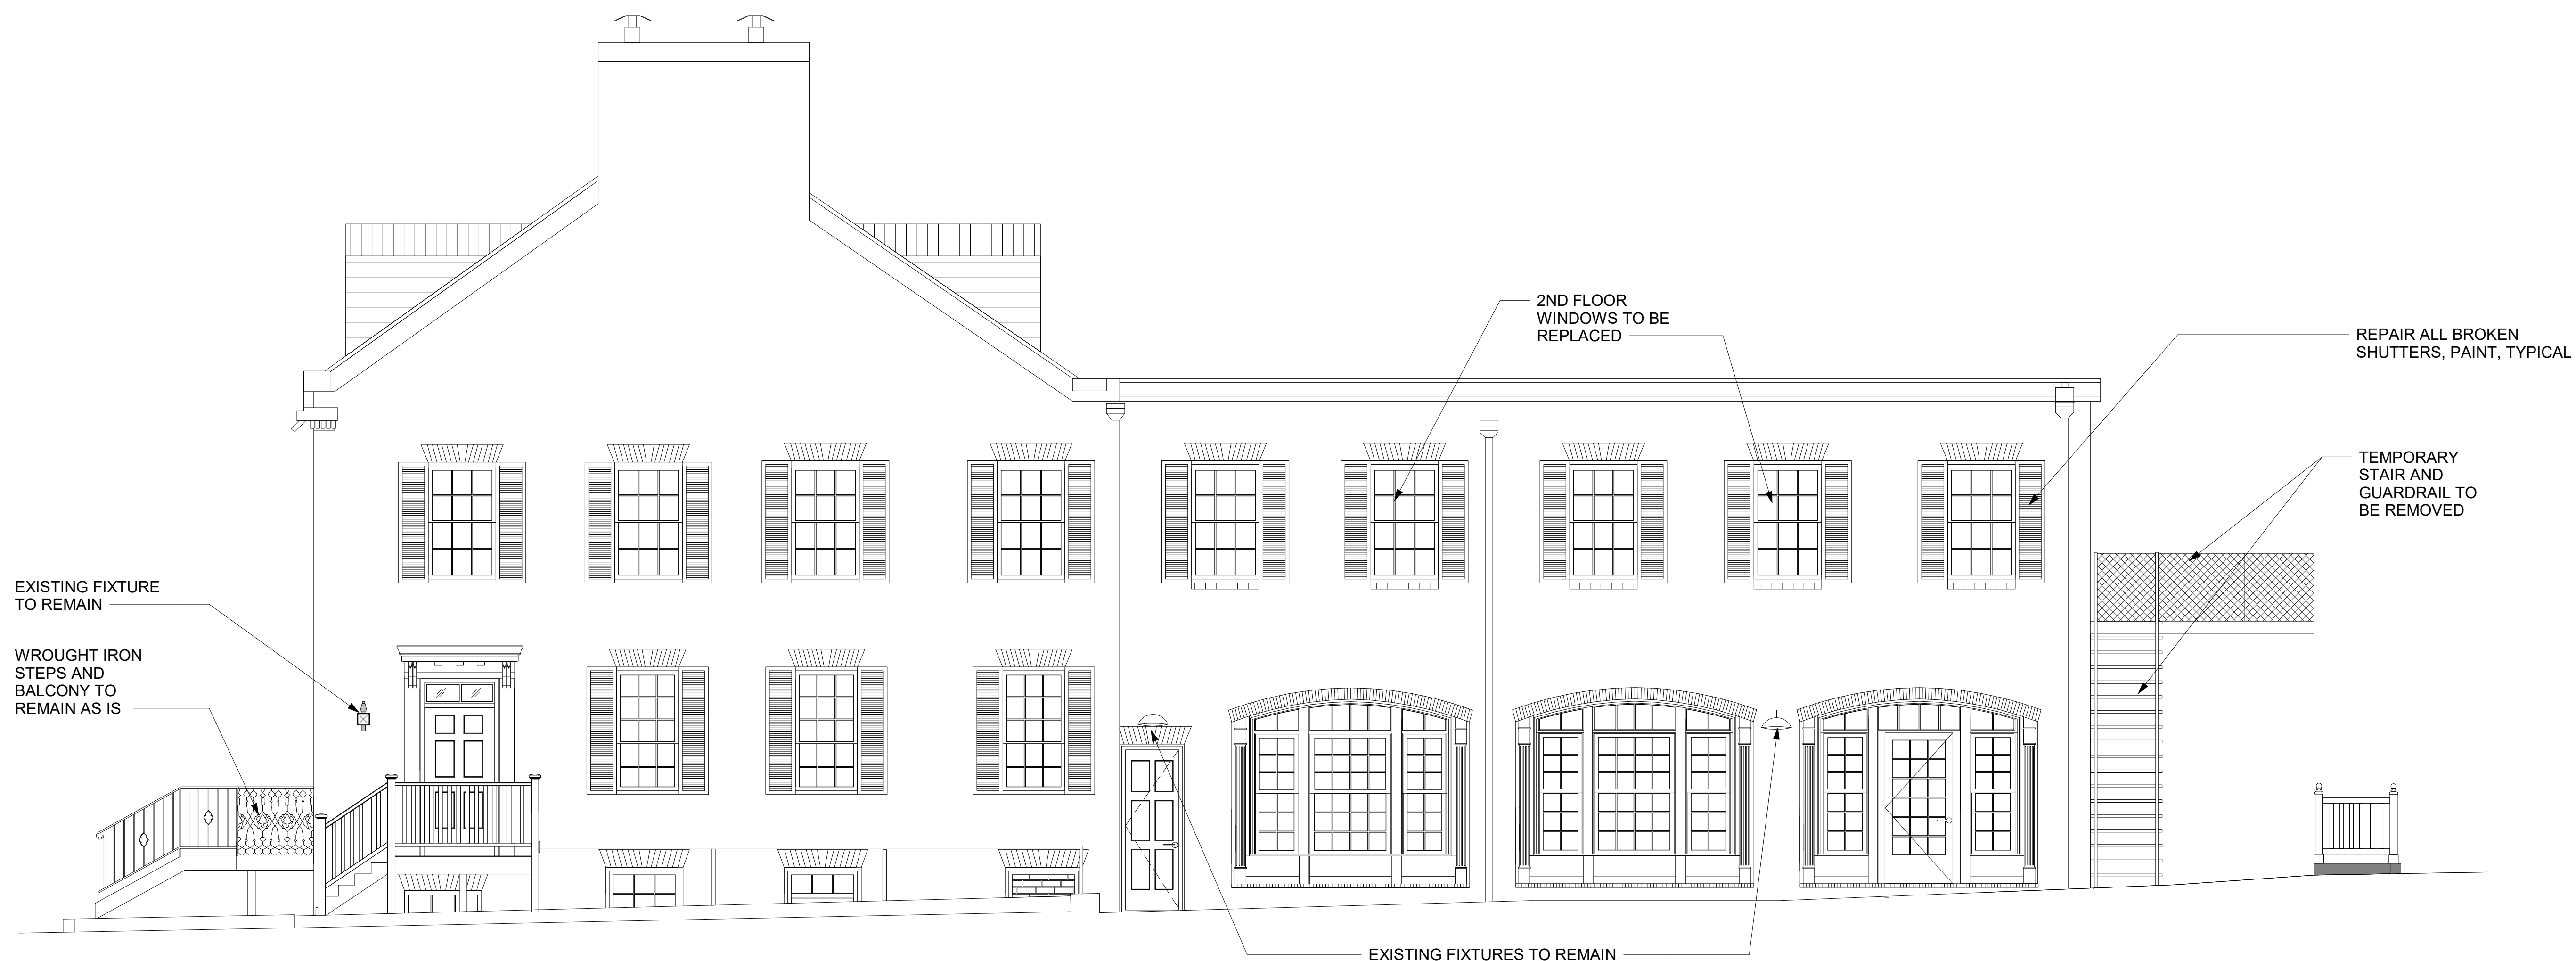 2ND FLOOR
WINDOWS TO BE
REPLACED
REPAIR ALL BROKEN
SHUTTERS, PAINT, TYPICAL
TEMPORARY
STAIR AND
GUARDRAIL TO
BE REMOVED
EXISTING FIXTURE
TO REMAIN
WROUGHT IRON
STEPS AND
BALCONY TO
REMAIN AS IS
EXISTING FIXTURES TO REMAIN